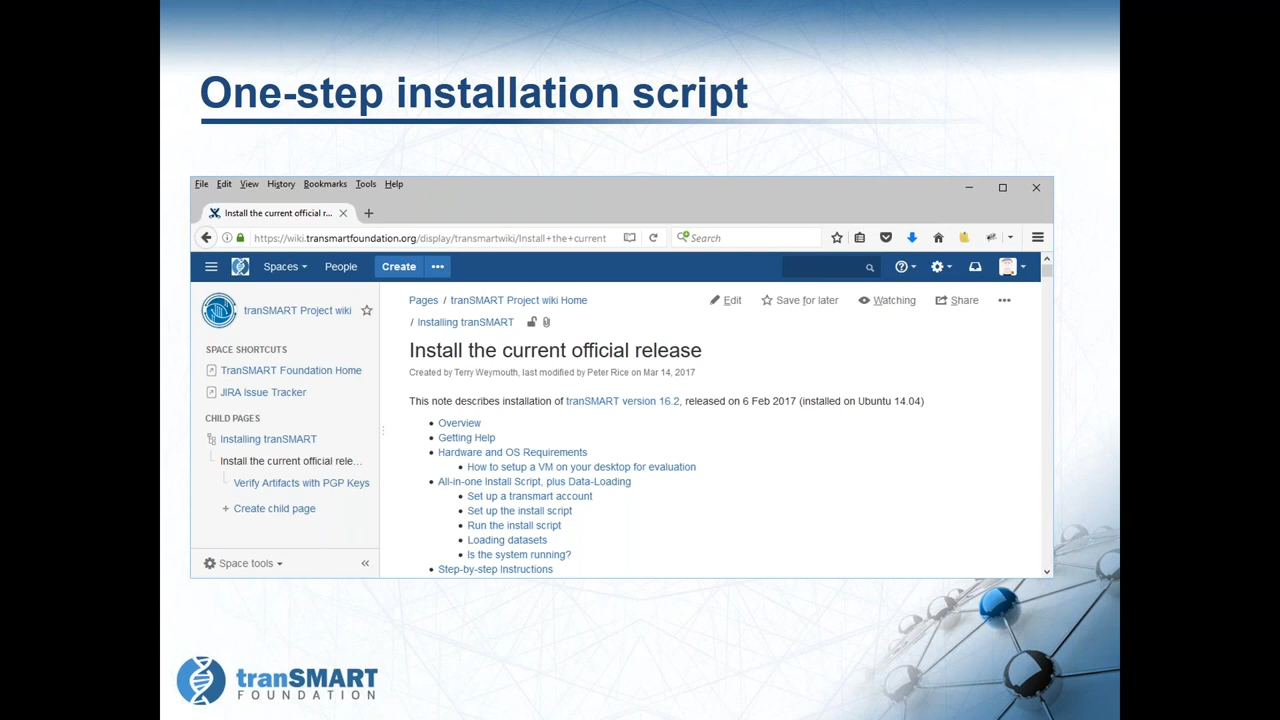 One-step installation script
File Edit View History Bookmarks Tools Help
Install the current official r...
https://wiki.transmartfoundation.org/display/transmartwiki/Install+the+current
Search
Spaces People Create
tranSMART Project wiki
SPACE SHORTCUTS
TranSMART Foundation Home
JIRA Issue Tracker
CHILD PAGES
Installing tranSMART
Install the current official rele...
Verify Artifacts with PGP Keys
+ Create child page
Space tools
Pages / tranSMART Project wiki Home
/ Installing tranSMART
Edit Save for later Watching Share
Install the current official release
Created by Terry Weymouth, last modified by Peter Rice on Mar 14, 2017
This note describes installation of tranSMART version 16.2, released on 6 Feb 2017 (installed on Ubuntu 14.04)
• Overview
• Getting Help
• Hardware and OS Requirements
• How to setup a VM on your desktop for evaluation
• All-in-one Install Script, plus Data-Loading
• Set up a transmart account
• Set up the install script
• Run the install script
• Loading datasets
• Is the system running?
• Step-by-step Instructions
tranSMART
FOUNDATION